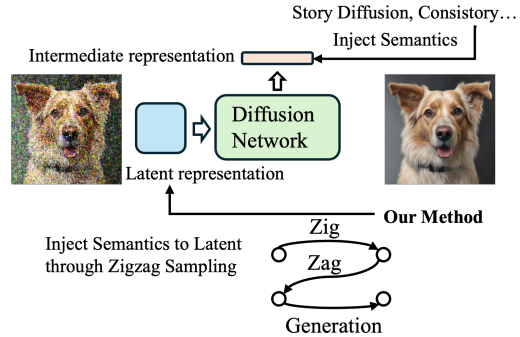 Story Diffusion, Consistory…
Inject Semantics
Intermediate representation
Diffusion
Network
Latent representation
Our Method
Inject Semantics to Latent
through Zigzag Sampling
Zig
Zag
Generation